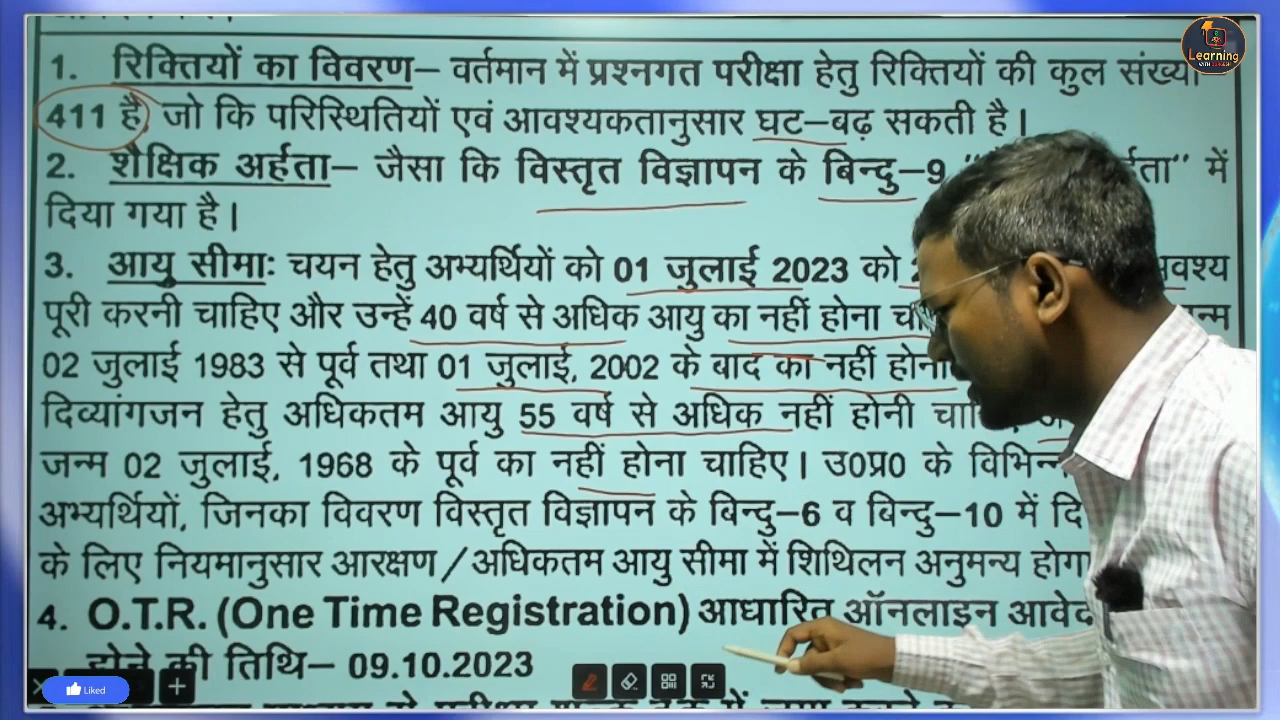 Learning
1. रिक्तियों का विवरण– वर्तमान में प्रश्नगत परीक्षा हेतु रिक्तियों की कुल संख्या
411 है, जो कि परिस्थितियों एवं आवश्यकतानुसार घट–बढ़ सकती है।
2. शैक्षिक अर्हता– जैसा कि विस्तृत विज्ञापन के बिन्दु–9 में
दिया गया है।
3. आयु सीमाः चयन हेतु अभ्यर्थियों को 01 जुलाई 2023 को
पूरी करनी चाहिए और उन्हें 40 वर्ष से अधिक आयु का नहीं होना
02 जुलाई 1983 से पूर्व तथा 01 जुलाई, 2002 के बाद का नहीं
दिव्यांगजन हेतु अधिकतम आयु 55 वर्ष से अधिक नहीं होनी
जन्म 02 जुलाई, 1968 के पूर्व का नहीं होना चाहिए। उ0प्र0 के
अभ्यर्थियों, जिनका विवरण विस्तृत विज्ञापन के बिन्दु–6 व बिन्दु–10 में
के लिए नियमानुसार आरक्षण/अधिकतम आयु सीमा में शिथिलन अनुमन्य
4. O.T.R. (One Time Registration) आधारित ऑनलाइन
होने की तिथि– 09.10.2023
Liked